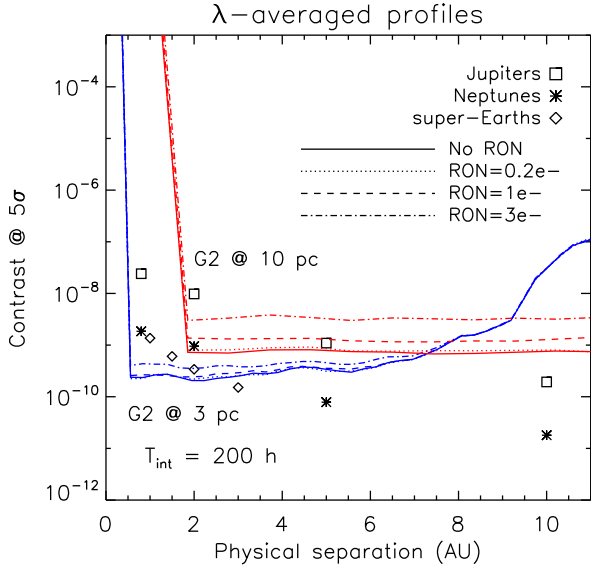 λ-averaged profiles
Contrast @ 5σ
10⁻⁴
10⁻⁶
10⁻⁸
10⁻¹⁰
10⁻¹²
Jupiters
Neptunes
super-Earths
No RON
RON=0.2e-
RON=1e-
RON=3e-
G2 @ 10 pc
G2 @ 3 pc
T_int = 200 h
0 2 4 6 8 10
Physical separation (AU)